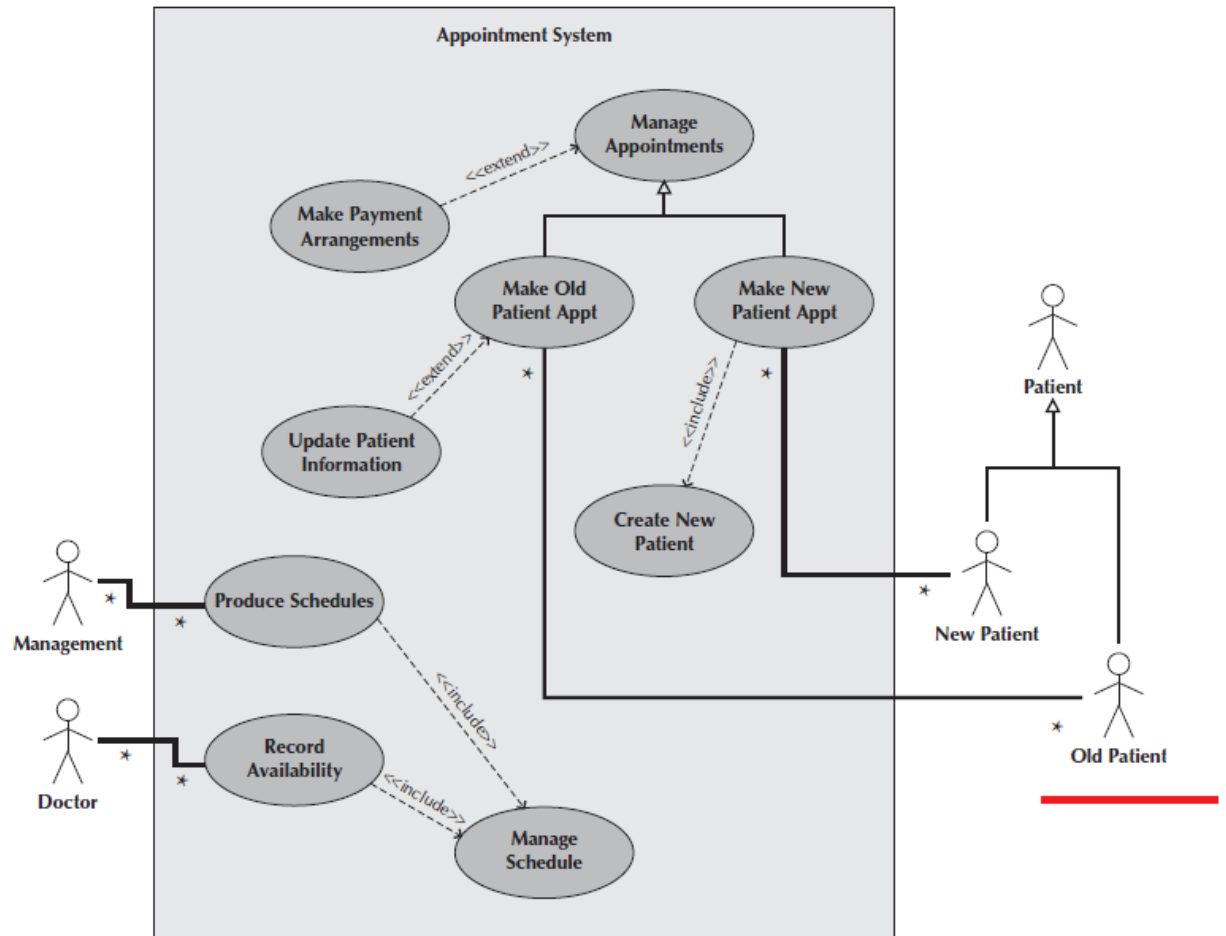 Appointment System
Manage
Appointments
<<extend>>
Make Payment
Arrangements
Make Old
Patient Appt
Make New
Patient Appt
Patient
*
*
<<extend>>
<<include>>
Update Patient
Information
Create New
Patient
Management
*
*
Produce Schedules
*
New Patient
<<include>>
Doctor
*
*
Record
Availability
<<include>>
Manage
Schedule
*
Old Patient